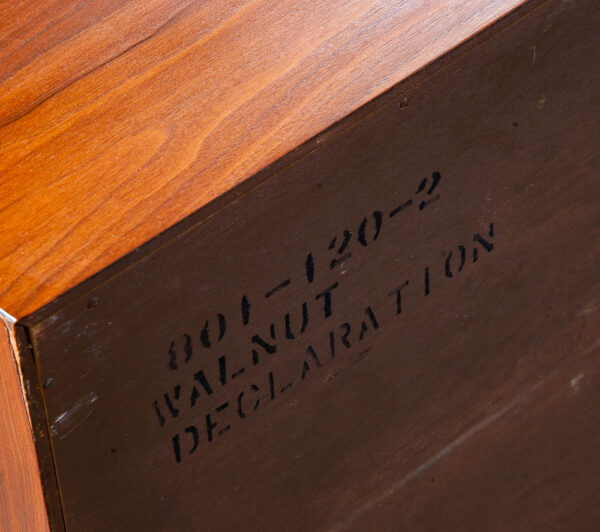 801-120-2
WALNUT
DECLARATION